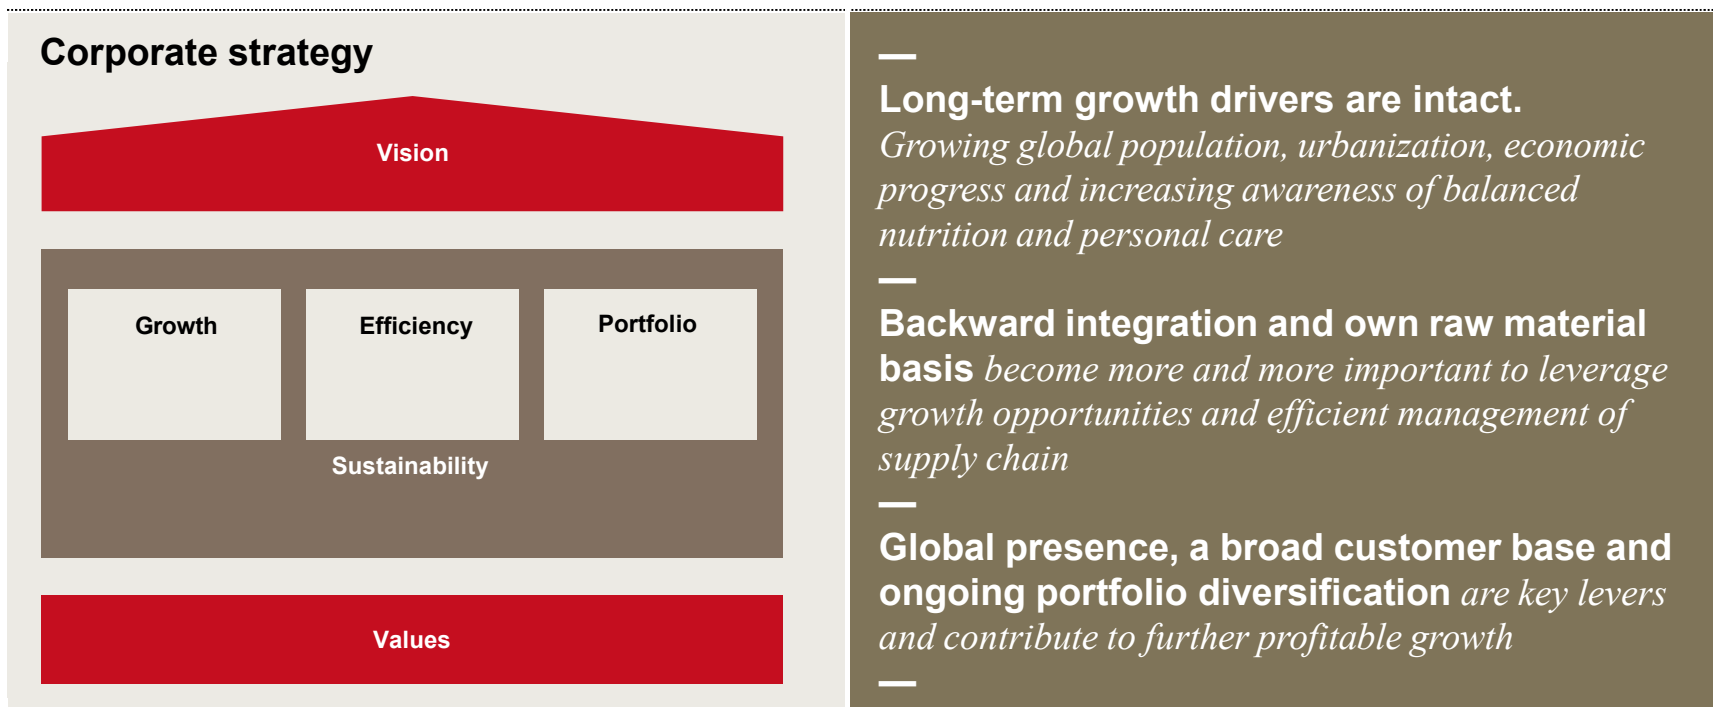 Corporate strategy
Vision
Growth
Efficiency
Portfolio
Sustainability
Values
Long-term growth drivers are intact.
Growing global population, urbanization, economic
progress and increasing awareness of balanced
nutrition and personal care
Backward integration and own raw material
basis become more and more important to leverage
growth opportunities and efficient management of
supply chain
Global presence, a broad customer base and
ongoing portfolio diversification are key levers
and contribute to further profitable growth